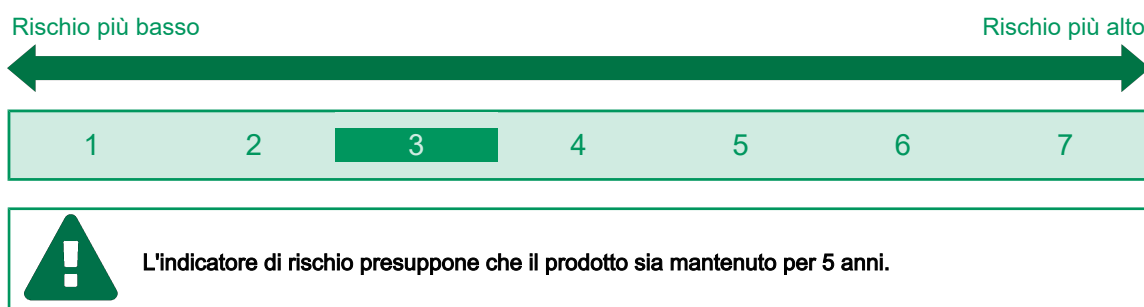 Rischio più basso Rischio più alto
1 2 3 4 5 6 7
L'indicatore di rischio presuppone che il prodotto sia mantenuto per 5 anni.